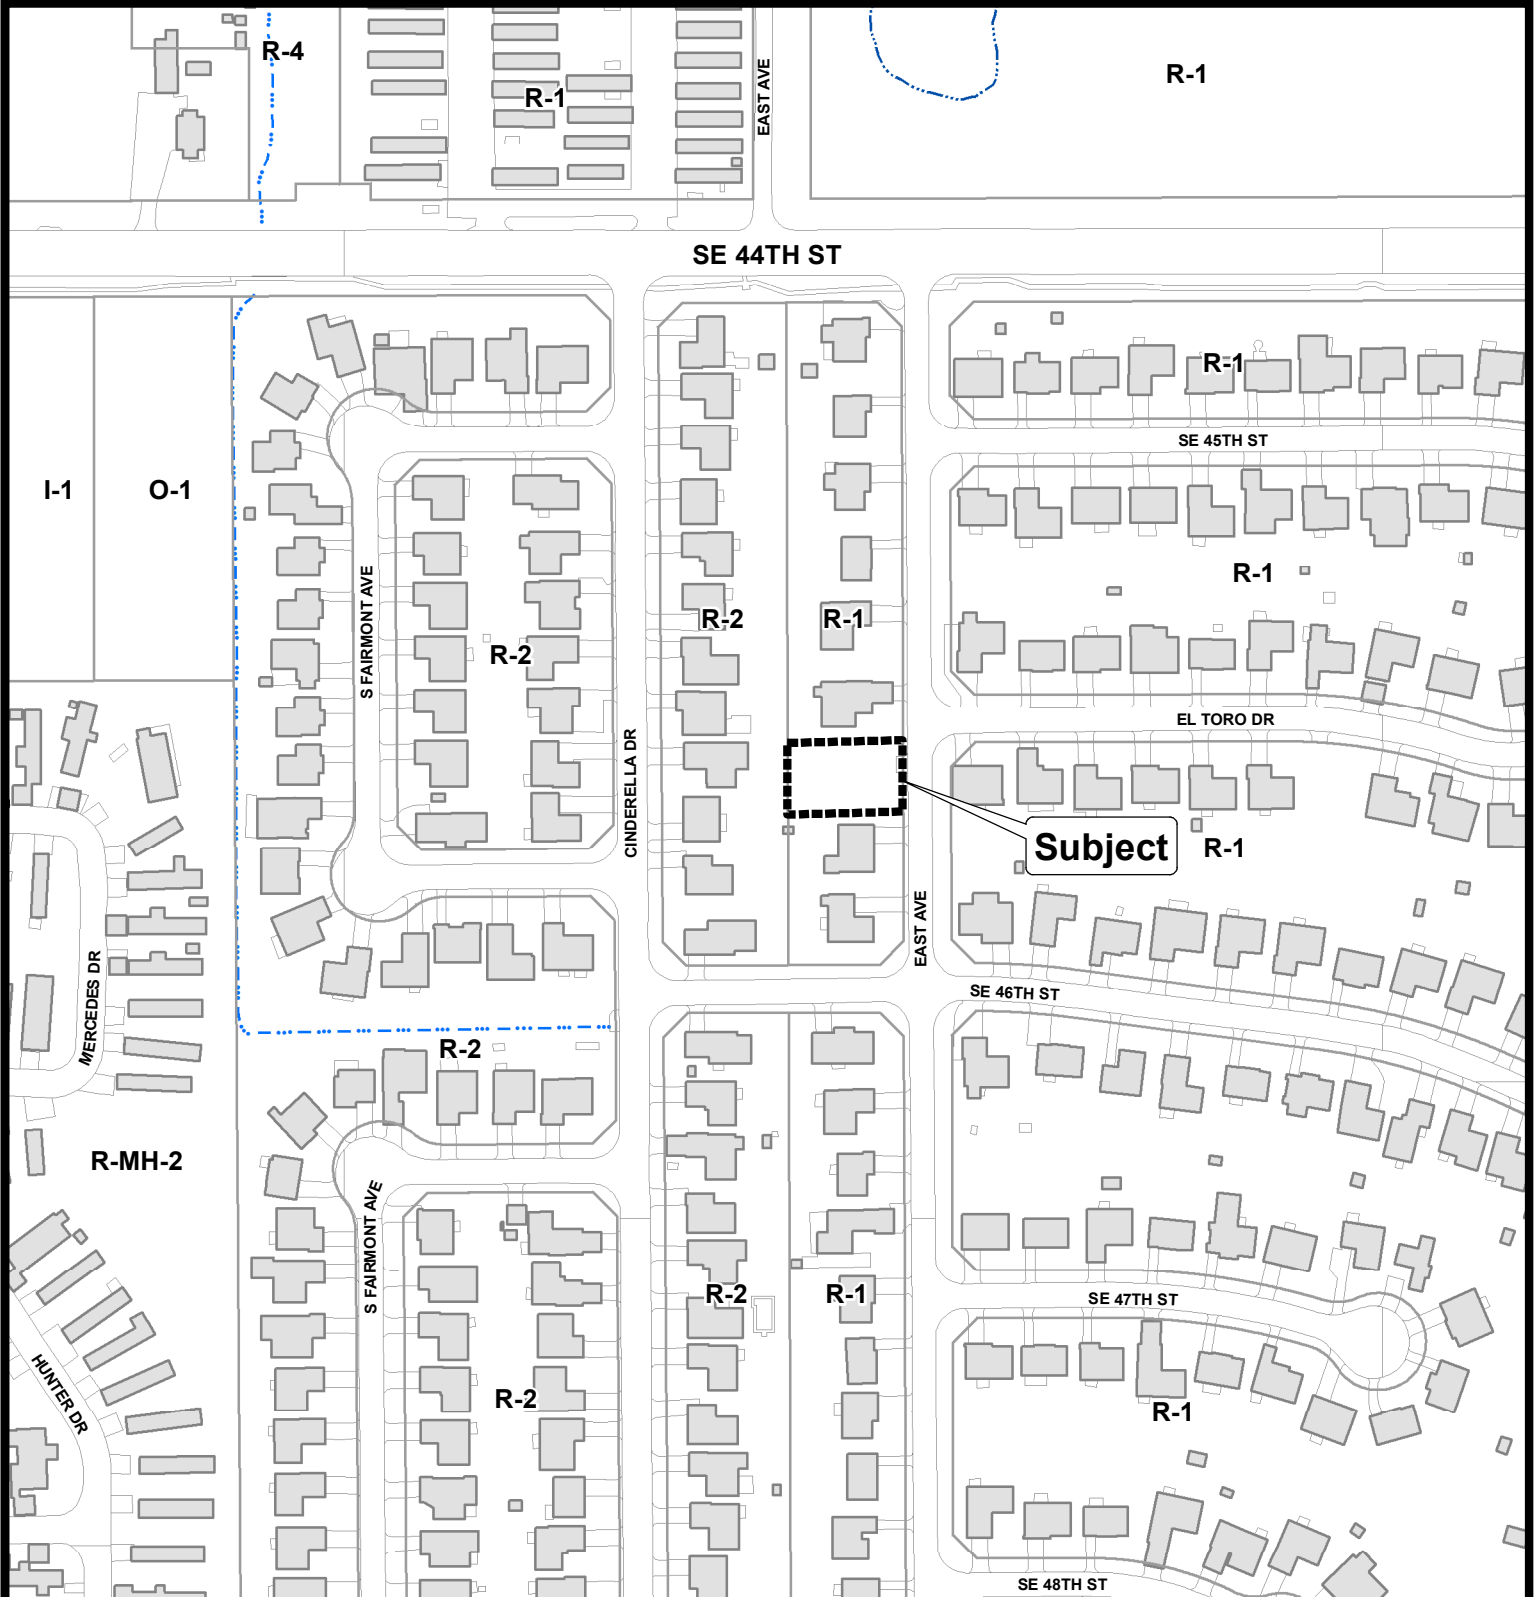 R-4
R-1
EAST AVE
R-1
SE 44TH ST
R-1
SE 45TH ST
I-1
O-1
R-1
S FAIRMONT AVE
R-2
R-2
R-1
EL TORO DR
CINDERELLA DR
Subject
R-1
EAST AVE
MERCEDES DR
SE 46TH ST
R-2
R-MH-2
S FAIRMONT AVE
R-2
R-1
SE 47TH ST
HUNTER DR
R-2
R-1
SE 48TH ST